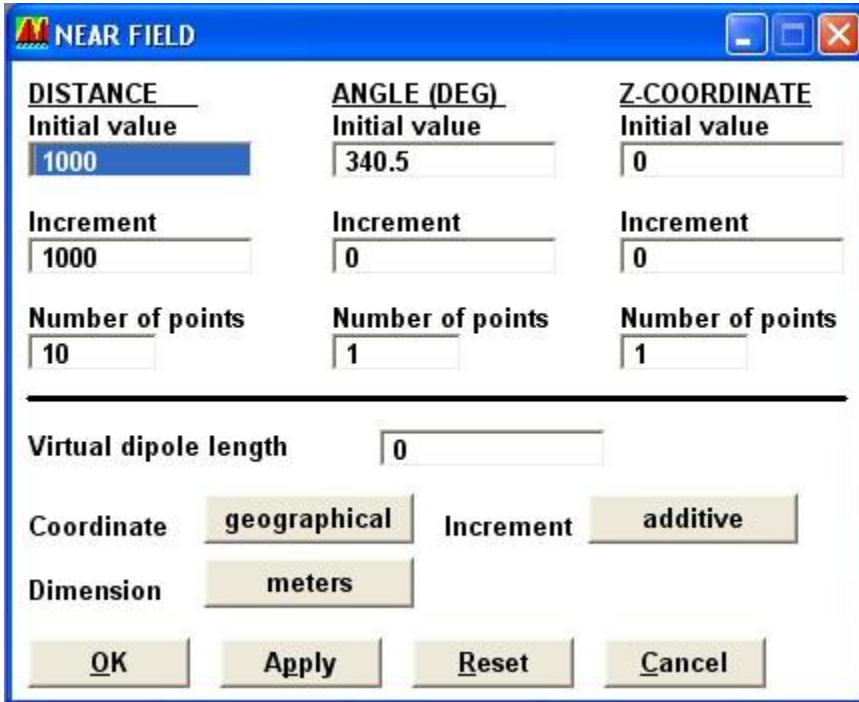 NEAR FIELD
DISTANCE ANGLE (DEG) Z-COORDINATE
Initial value Initial value Initial value
1000 340.5 0
Increment Increment Increment
1000 0 0
Number of points Number of points Number of points
10 1 1
Virtual dipole length 0
Coordinate geographical Increment additive
Dimension meters
OK Apply Reset Cancel